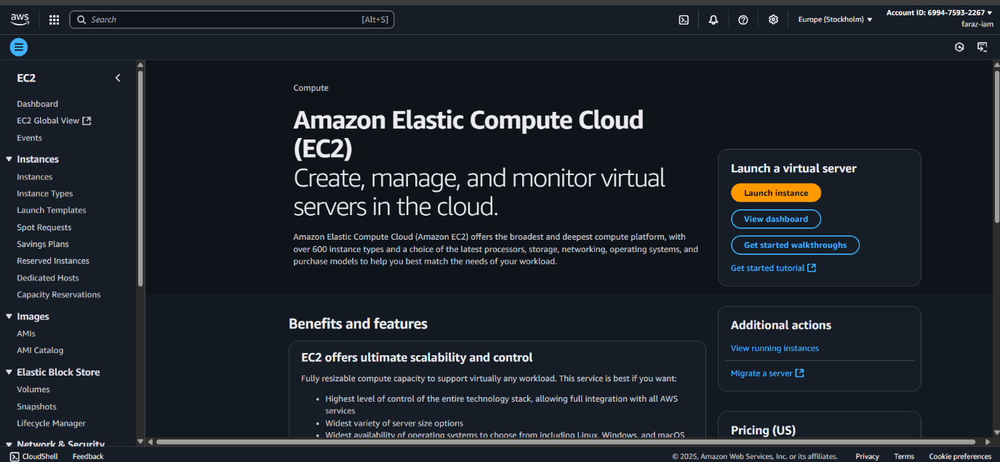 aws
Search
[Alt+S]
Europe (Stockholm)
Account ID: 6994-7593-2267
faraz-iam
EC2
Dashboard
EC2 Global View
Events
Instances
Instances
Instance Types
Launch Templates
Spot Requests
Savings Plans
Reserved Instances
Dedicated Hosts
Capacity Reservations
Images
AMIs
AMI Catalog
Elastic Block Store
Volumes
Snapshots
Lifecycle Manager
Network & Security
Compute
Amazon Elastic Compute Cloud
(EC2)
Create, manage, and monitor virtual
servers in the cloud.
Amazon Elastic Compute Cloud (Amazon EC2) offers the broadest and deepest compute platform, with
over 600 instance types and a choice of the latest processors, storage, networking, operating systems, and
purchase models to help you best match the needs of your workload.
Launch a virtual server
Launch instance
View dashboard
Get started walkthroughs
Get started tutorial
Benefits and features
EC2 offers ultimate scalability and control
Fully resizable compute capacity to support virtually any workload. This service is best if you want:
• Highest level of control of the entire technology stack, allowing full integration with all AWS
services
• Widest variety of server size options
• Widest availability of operating systems to choose from including Linux, Windows, and macOS
Additional actions
View running instances
Migrate a server
Pricing (US)
CloudShell
Feedback
© 2025, Amazon Web Services, Inc. or its affiliates.
Privacy
Terms
Cookie preferences